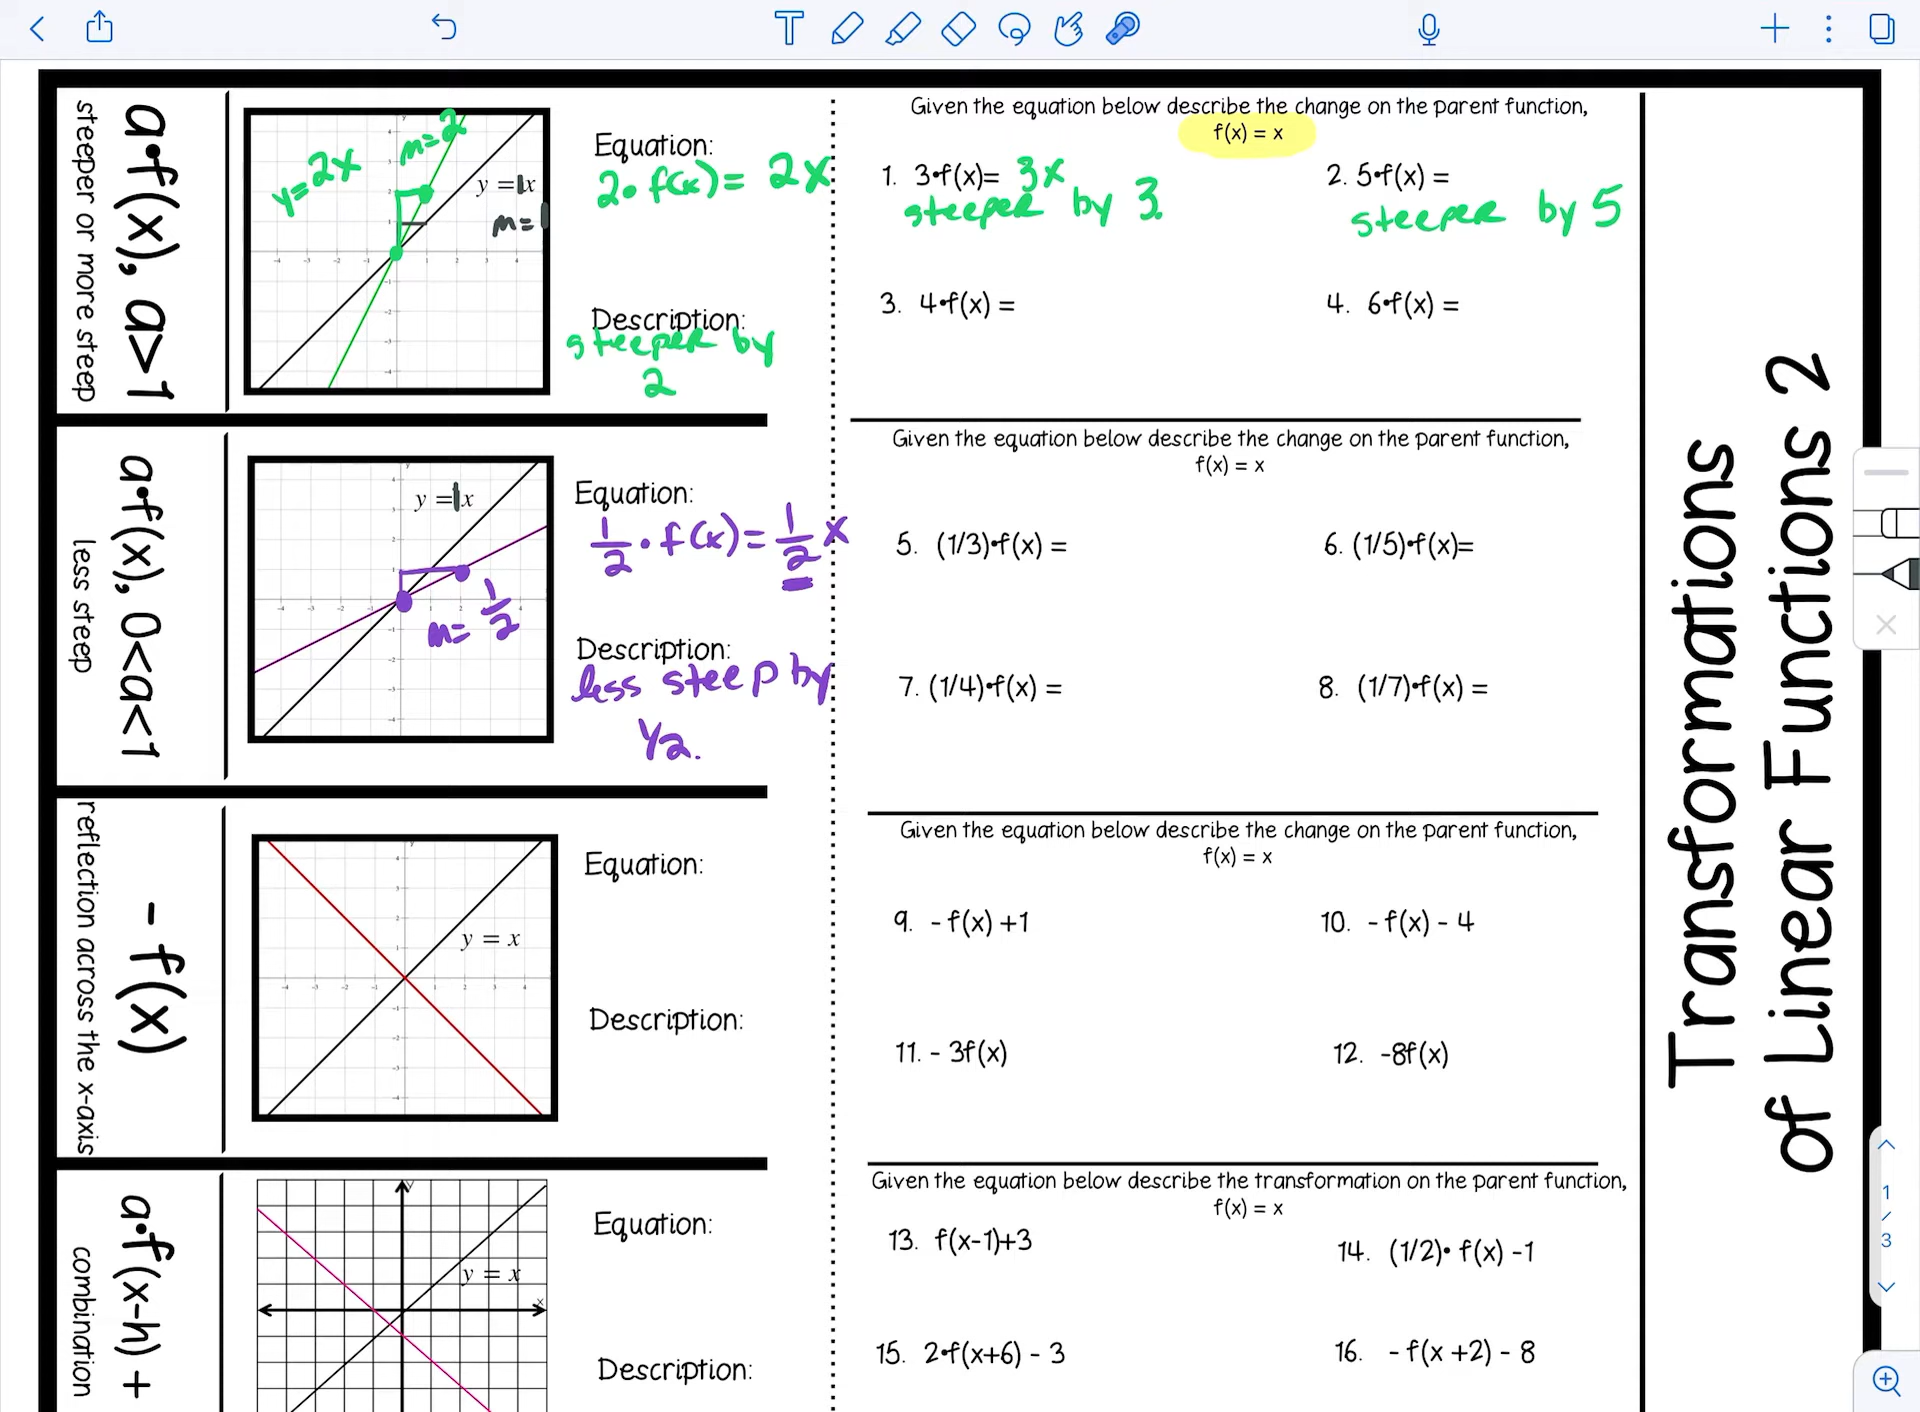 a•f(x), a>1
steeper or more steep
y=2x
m=2
y = 1x
m=1
Equation:
2• f(x)= 2x
Description:
steeper by
2
Given the equation below describe the change on the parent function,
f(x) = x
1. 3•f(x)= 3x
steeper by 3.
2. 5•f(x) =
steeper by 5
3. 4•f(x) =
4. 6•f(x) =
a•f(x), 0<a<1
less steep
y =1x
m= 1/2
Equation:
1/2 • f(x)= 1/2 x
Description:
less steep by
1/2.
Given the equation below describe the change on the parent function,
f(x) = x
5. (1/3)•f(x) =
6. (1/5)•f(x)=
7. (1/4)•f(x) =
8. (1/7)•f(x) =
- f(x)
reflection across the x-axis
y = x
Equation:
Description:
Given the equation below describe the change on the parent function,
f(x) = x
9. - f(x) +1
10. - f(x) - 4
11. - 3f(x)
12. -8f(x)
a•f(x-h) +
combination
y
x
y = x
Equation:
Description:
Given the equation below describe the transformation on the parent function,
f(x) = x
13. f(x-1)+3
14. (1/2)• f(x) -1
15. 2•f(x+6) - 3
16. - f(x +2) - 8
Transformations
of Linear Functions 2
1
/
3